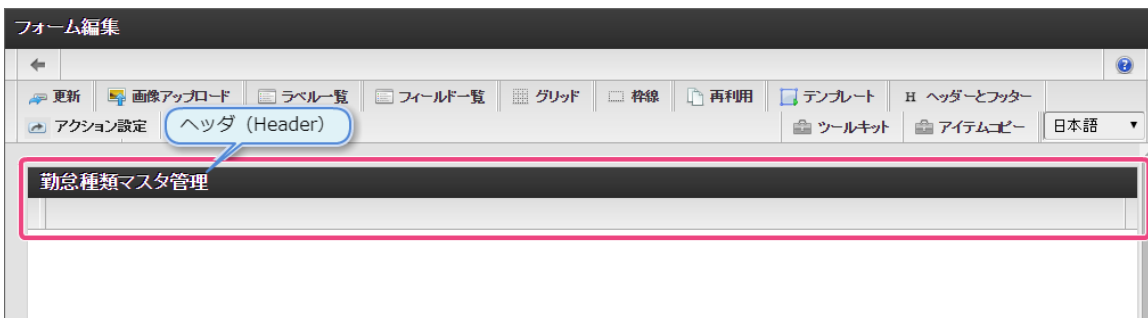 フォーム編集
更新 画像アップロード ラベル一覧 フィールド一覧 グリッド 枠線 再利用 テンプレート H ヘッダーとフッター
アクション設定 ヘッダ（Header） ツールキット アイテムコピー 日本語
勤怠種類マスタ管理